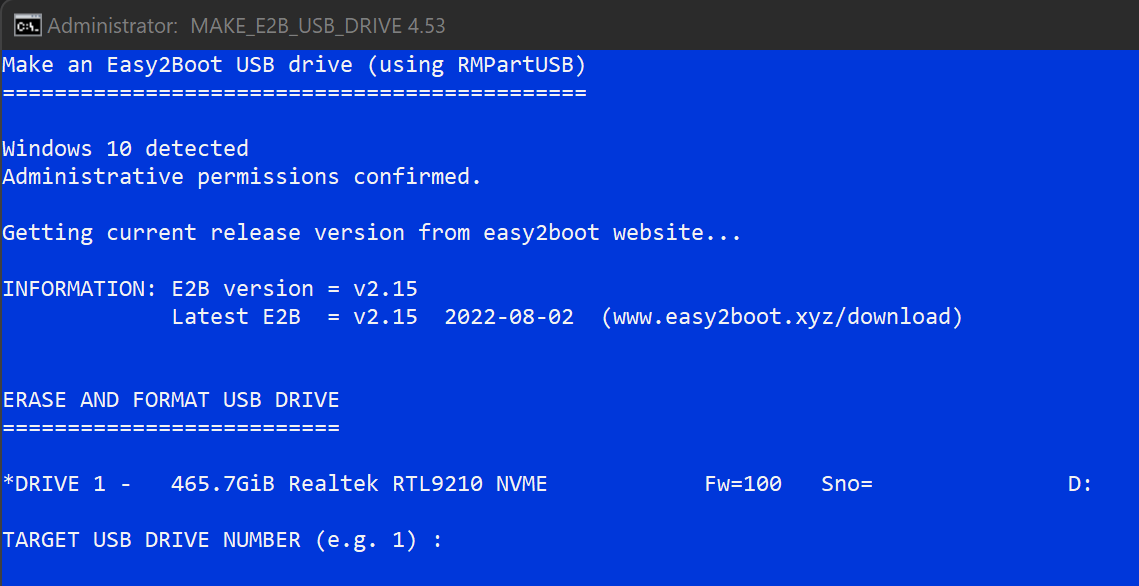 C:\.
Administrator:  MAKE_E2B_USB_DRIVE 4.53
Make an Easy2Boot USB drive (using RMPartUSB)
=============================================
Windows 10 detected
Administrative permissions confirmed.
Getting current release version from easy2boot website...
INFORMATION: E2B version = v2.15
             Latest E2B  = v2.15  2022-08-02  (www.easy2boot.xyz/download)
ERASE AND FORMAT USB DRIVE
==========================
*DRIVE 1 -   465.7GiB Realtek RTL9210 NVME            Fw=100   Sno=               D:
TARGET USB DRIVE NUMBER (e.g. 1) :